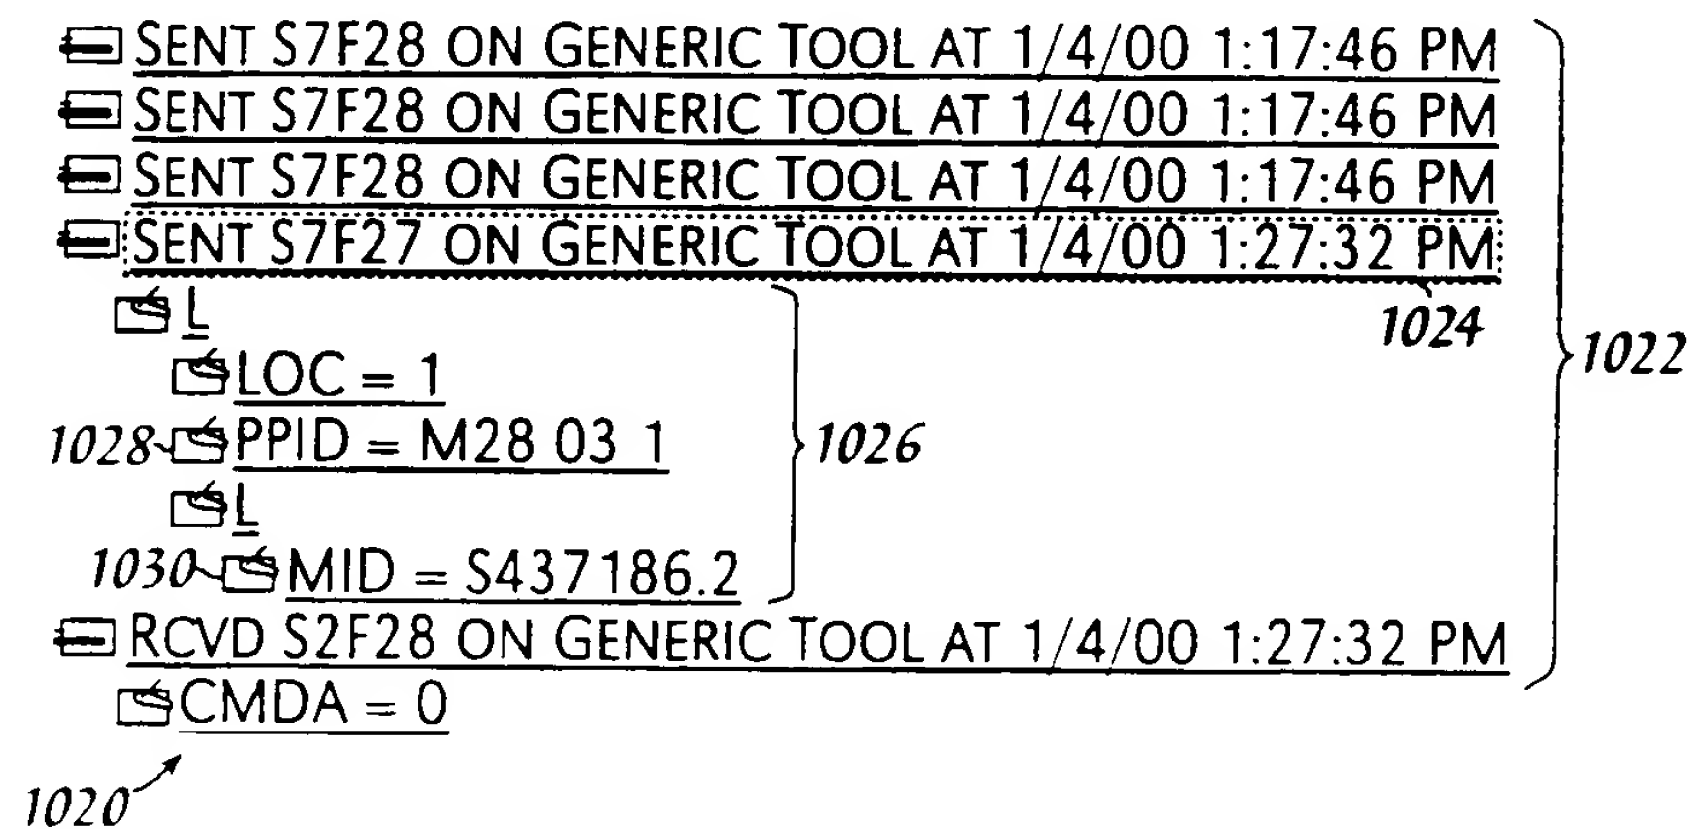 SENT S7F28 ON GENERIC TOOL AT 1/4/00 1:17:46 PM
SENT S7F28 ON GENERIC TOOL AT 1/4/00 1:17:46 PM
SENT S7F28 ON GENERIC TOOL AT 1/4/00 1:17:46 PM
SENT S7F27 ON GENERIC TOOL AT 1/4/00 1:27:32 PM
1024
L
LOC = 1
1022
1028 PPID = M28 03 1
1026
L
1030 MID = S437186.2
RCVD S2F28 ON GENERIC TOOL AT 1/4/00 1:27:32 PM
CMDA = 0
1020